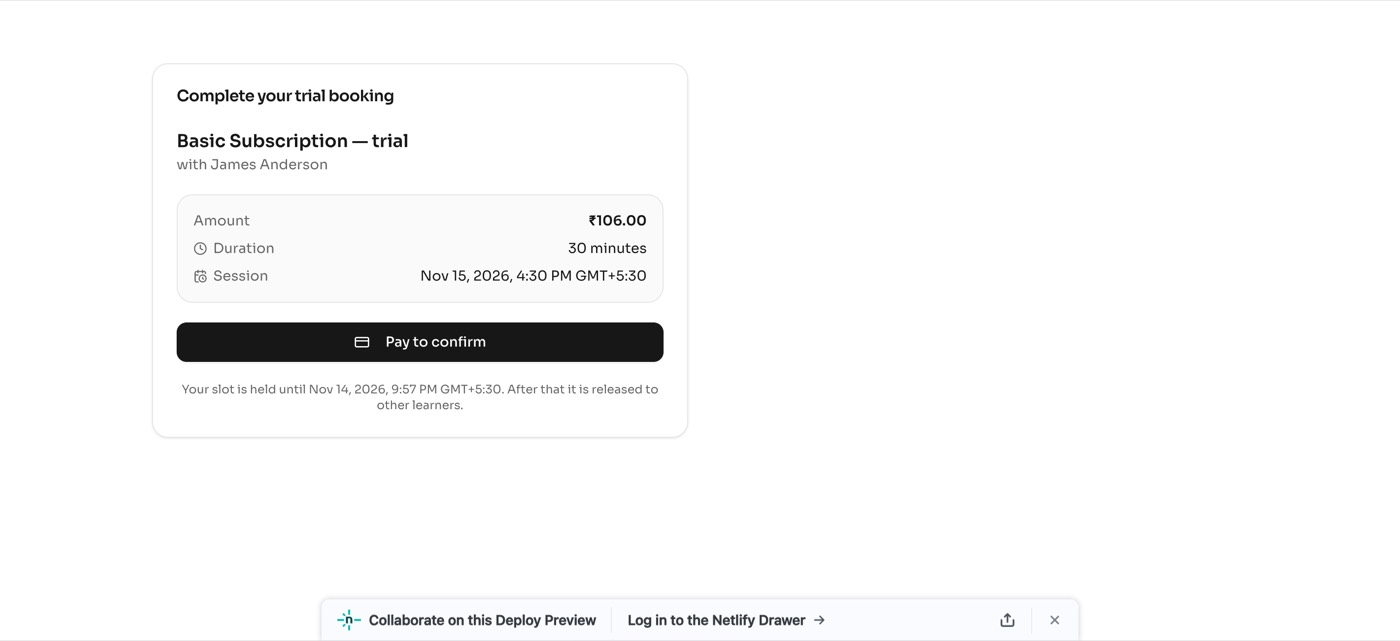 Complete your trial booking
Basic Subscription — trial
with James Anderson
Amount ₹106.00
Duration 30 minutes
Session Nov 15, 2026, 4:30 PM GMT+5:30
Pay to confirm
Your slot is held until Nov 14, 2026, 9:57 PM GMT+5:30. After that it is released to
other learners.
Collaborate on this Deploy Preview Log in to the Netlify Drawer →